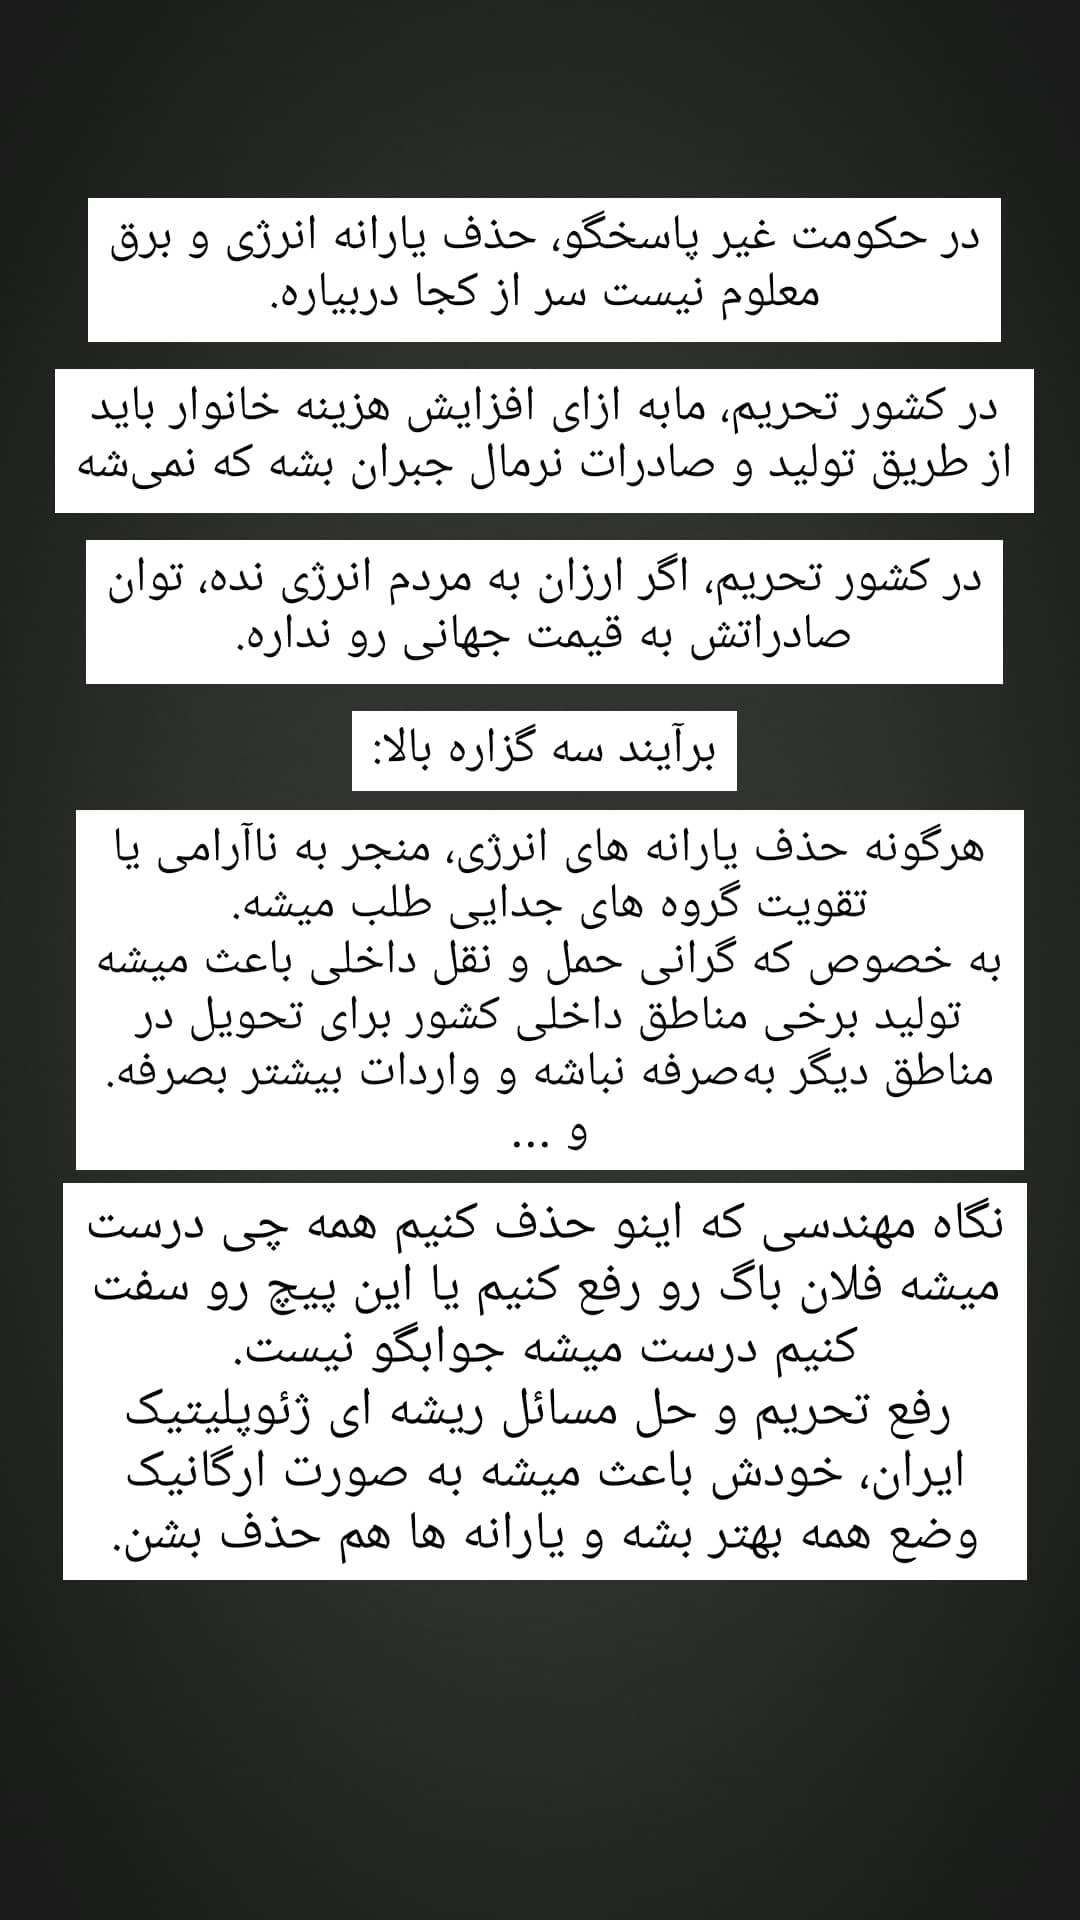 در حکومت غیر پاسخگو، حذف یارانه انرژی و برق
معلوم نیست سر از کجا دربیاره.
در کشور تحریم، مابه ازای افزایش هزینه خانوار باید
از طریق تولید و صادرات نرمال جبران بشه که نمی‌شه
در کشور تحریم، اگر ارزان به مردم انرژی نده، توان
صادراتش به قیمت جهانی رو نداره.
برآیند سه گزاره بالا:
هرگونه حذف یارانه های انرژی، منجر به ناآرامی یا
تقویت گروه های جدایی طلب میشه.
به خصوص که گرانی حمل و نقل داخلی باعث میشه
تولید برخی مناطق داخلی کشور برای تحویل در
مناطق دیگر به‌صرفه نباشه و واردات بیشتر بصرفه.
و ...
نگاه مهندسی که اینو حذف کنیم همه چی درست
میشه فلان باگ رو رفع کنیم یا این پیچ رو سفت
کنیم درست میشه جوابگو نیست.
رفع تحریم و حل مسائل ریشه ای ژئوپلیتیک
ایران، خودش باعث میشه به صورت ارگانیک
وضع همه بهتر بشه و یارانه ها هم حذف بشن.